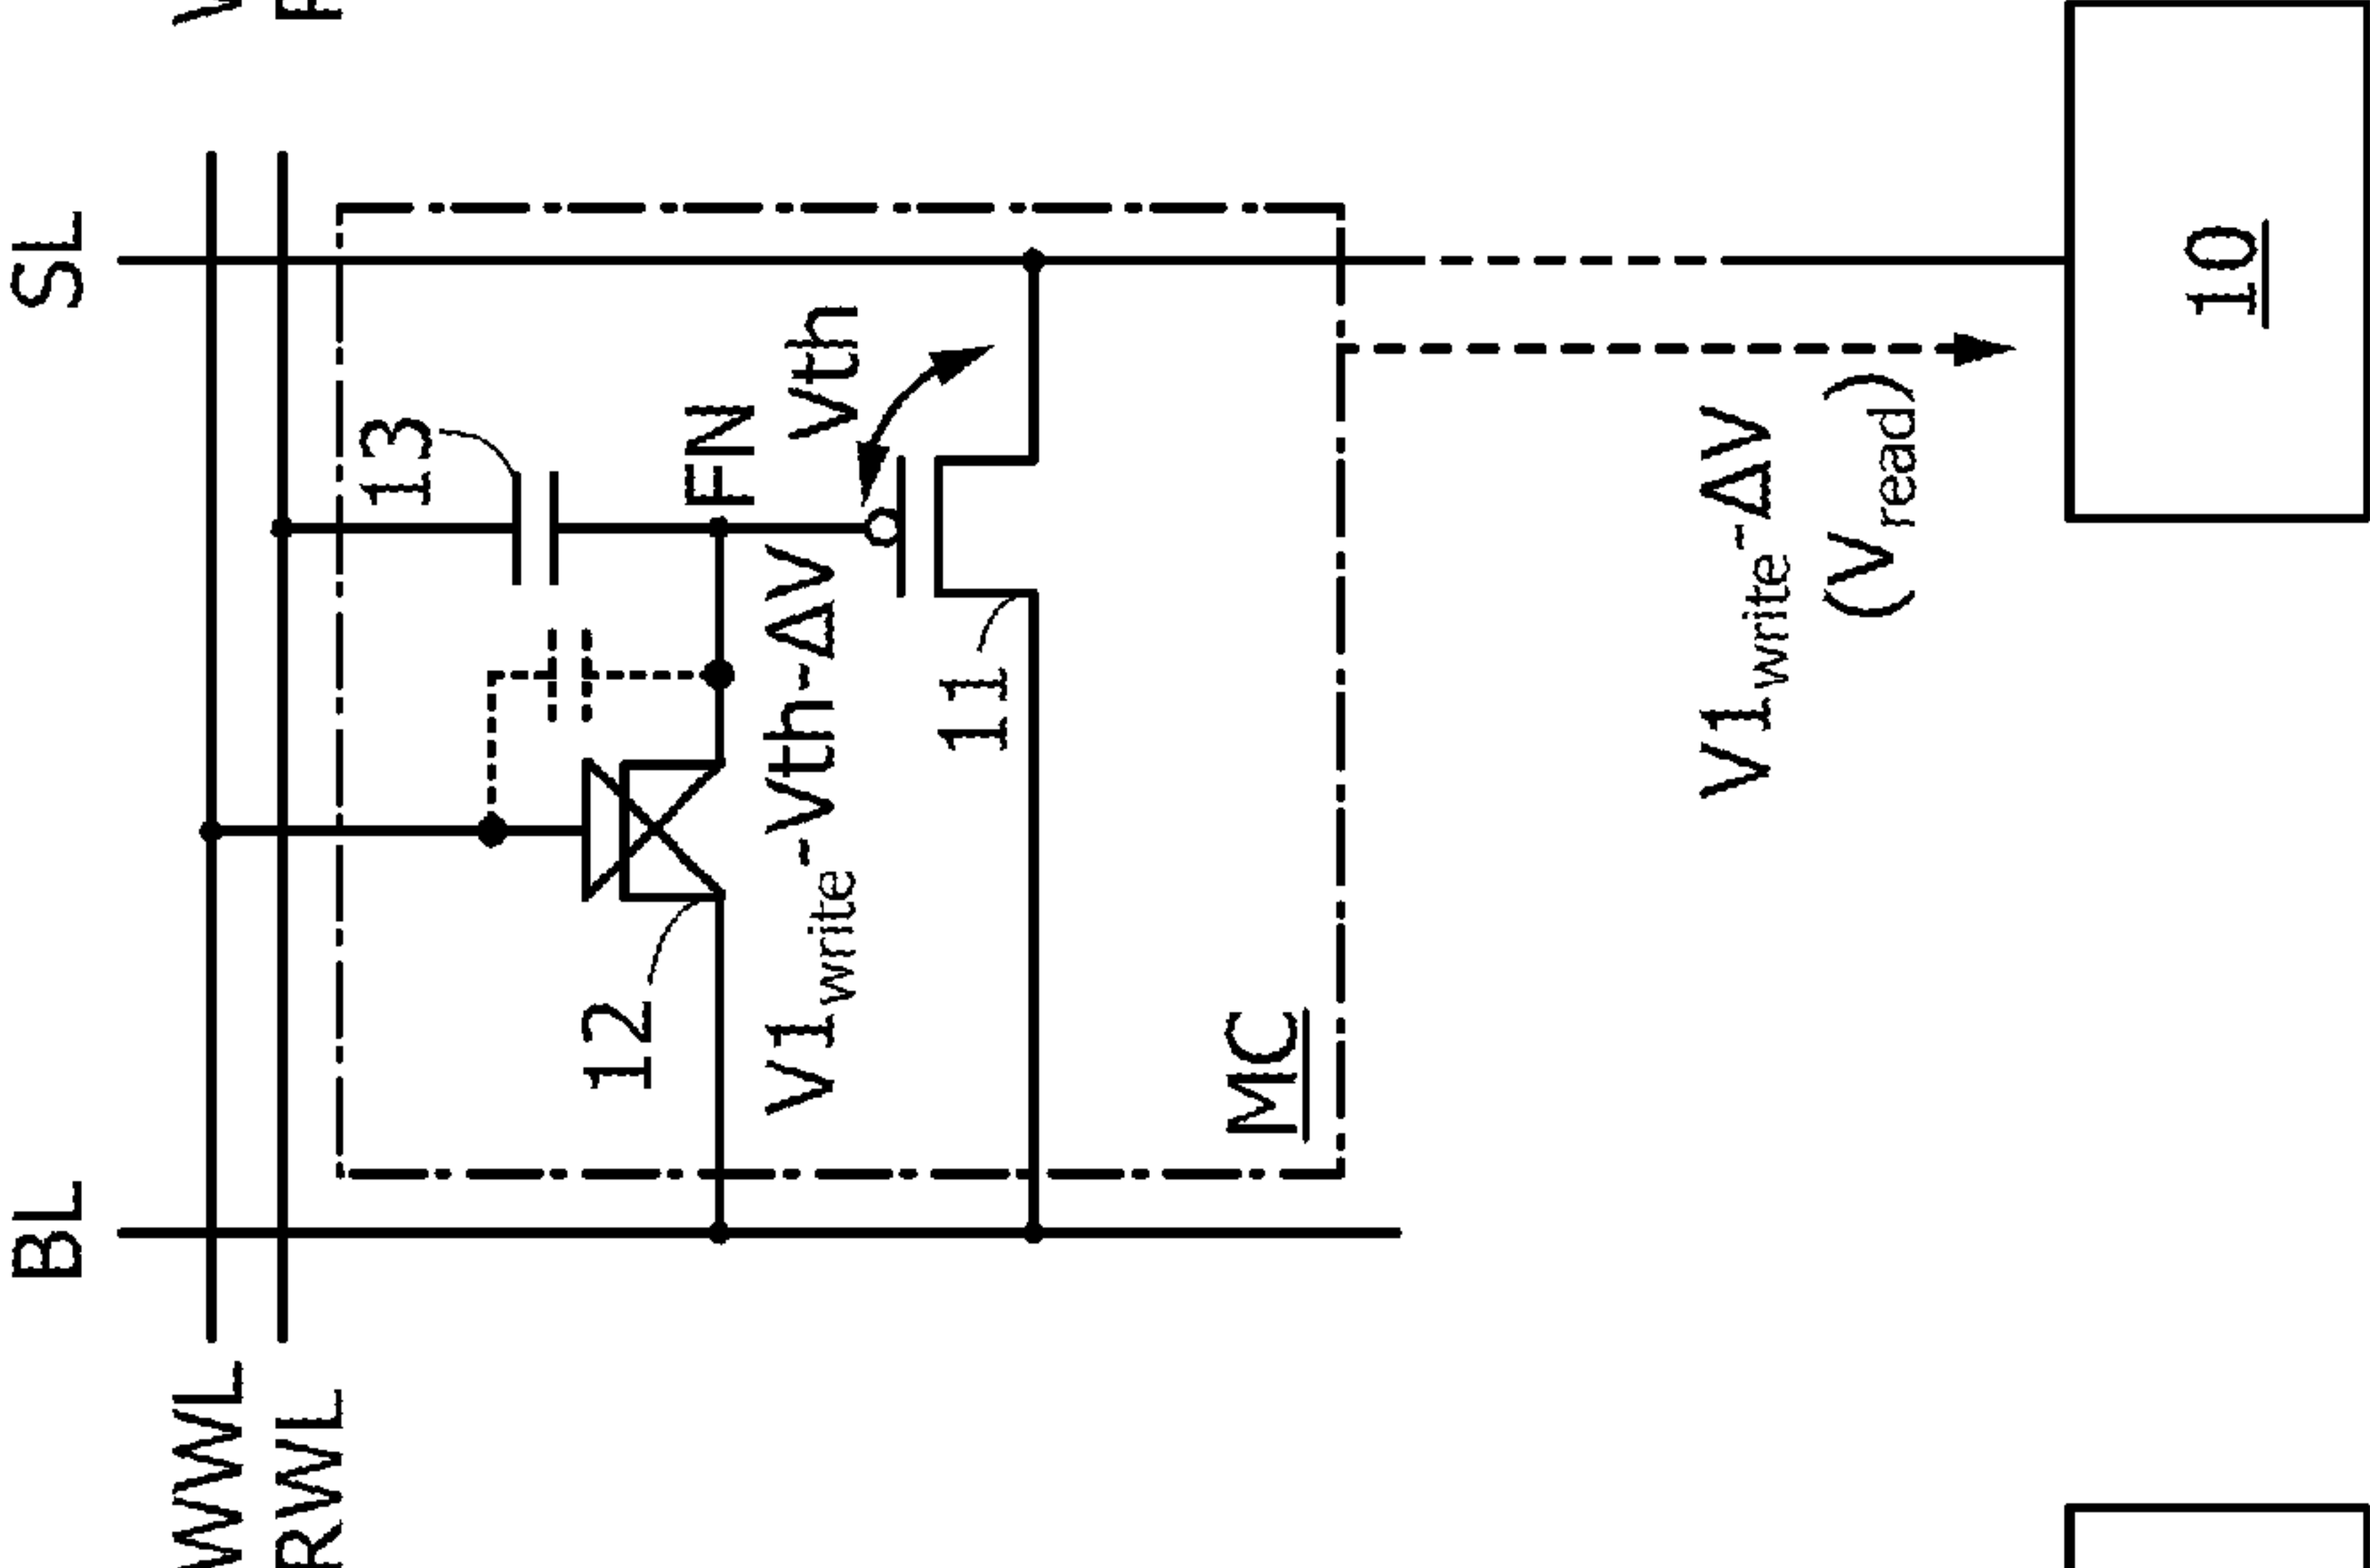 BL
SL
WWL
RWL
13
12
FN
Vth
V1write-Vth-ΔV
11
MC
V1write-ΔV
(Vread)
10